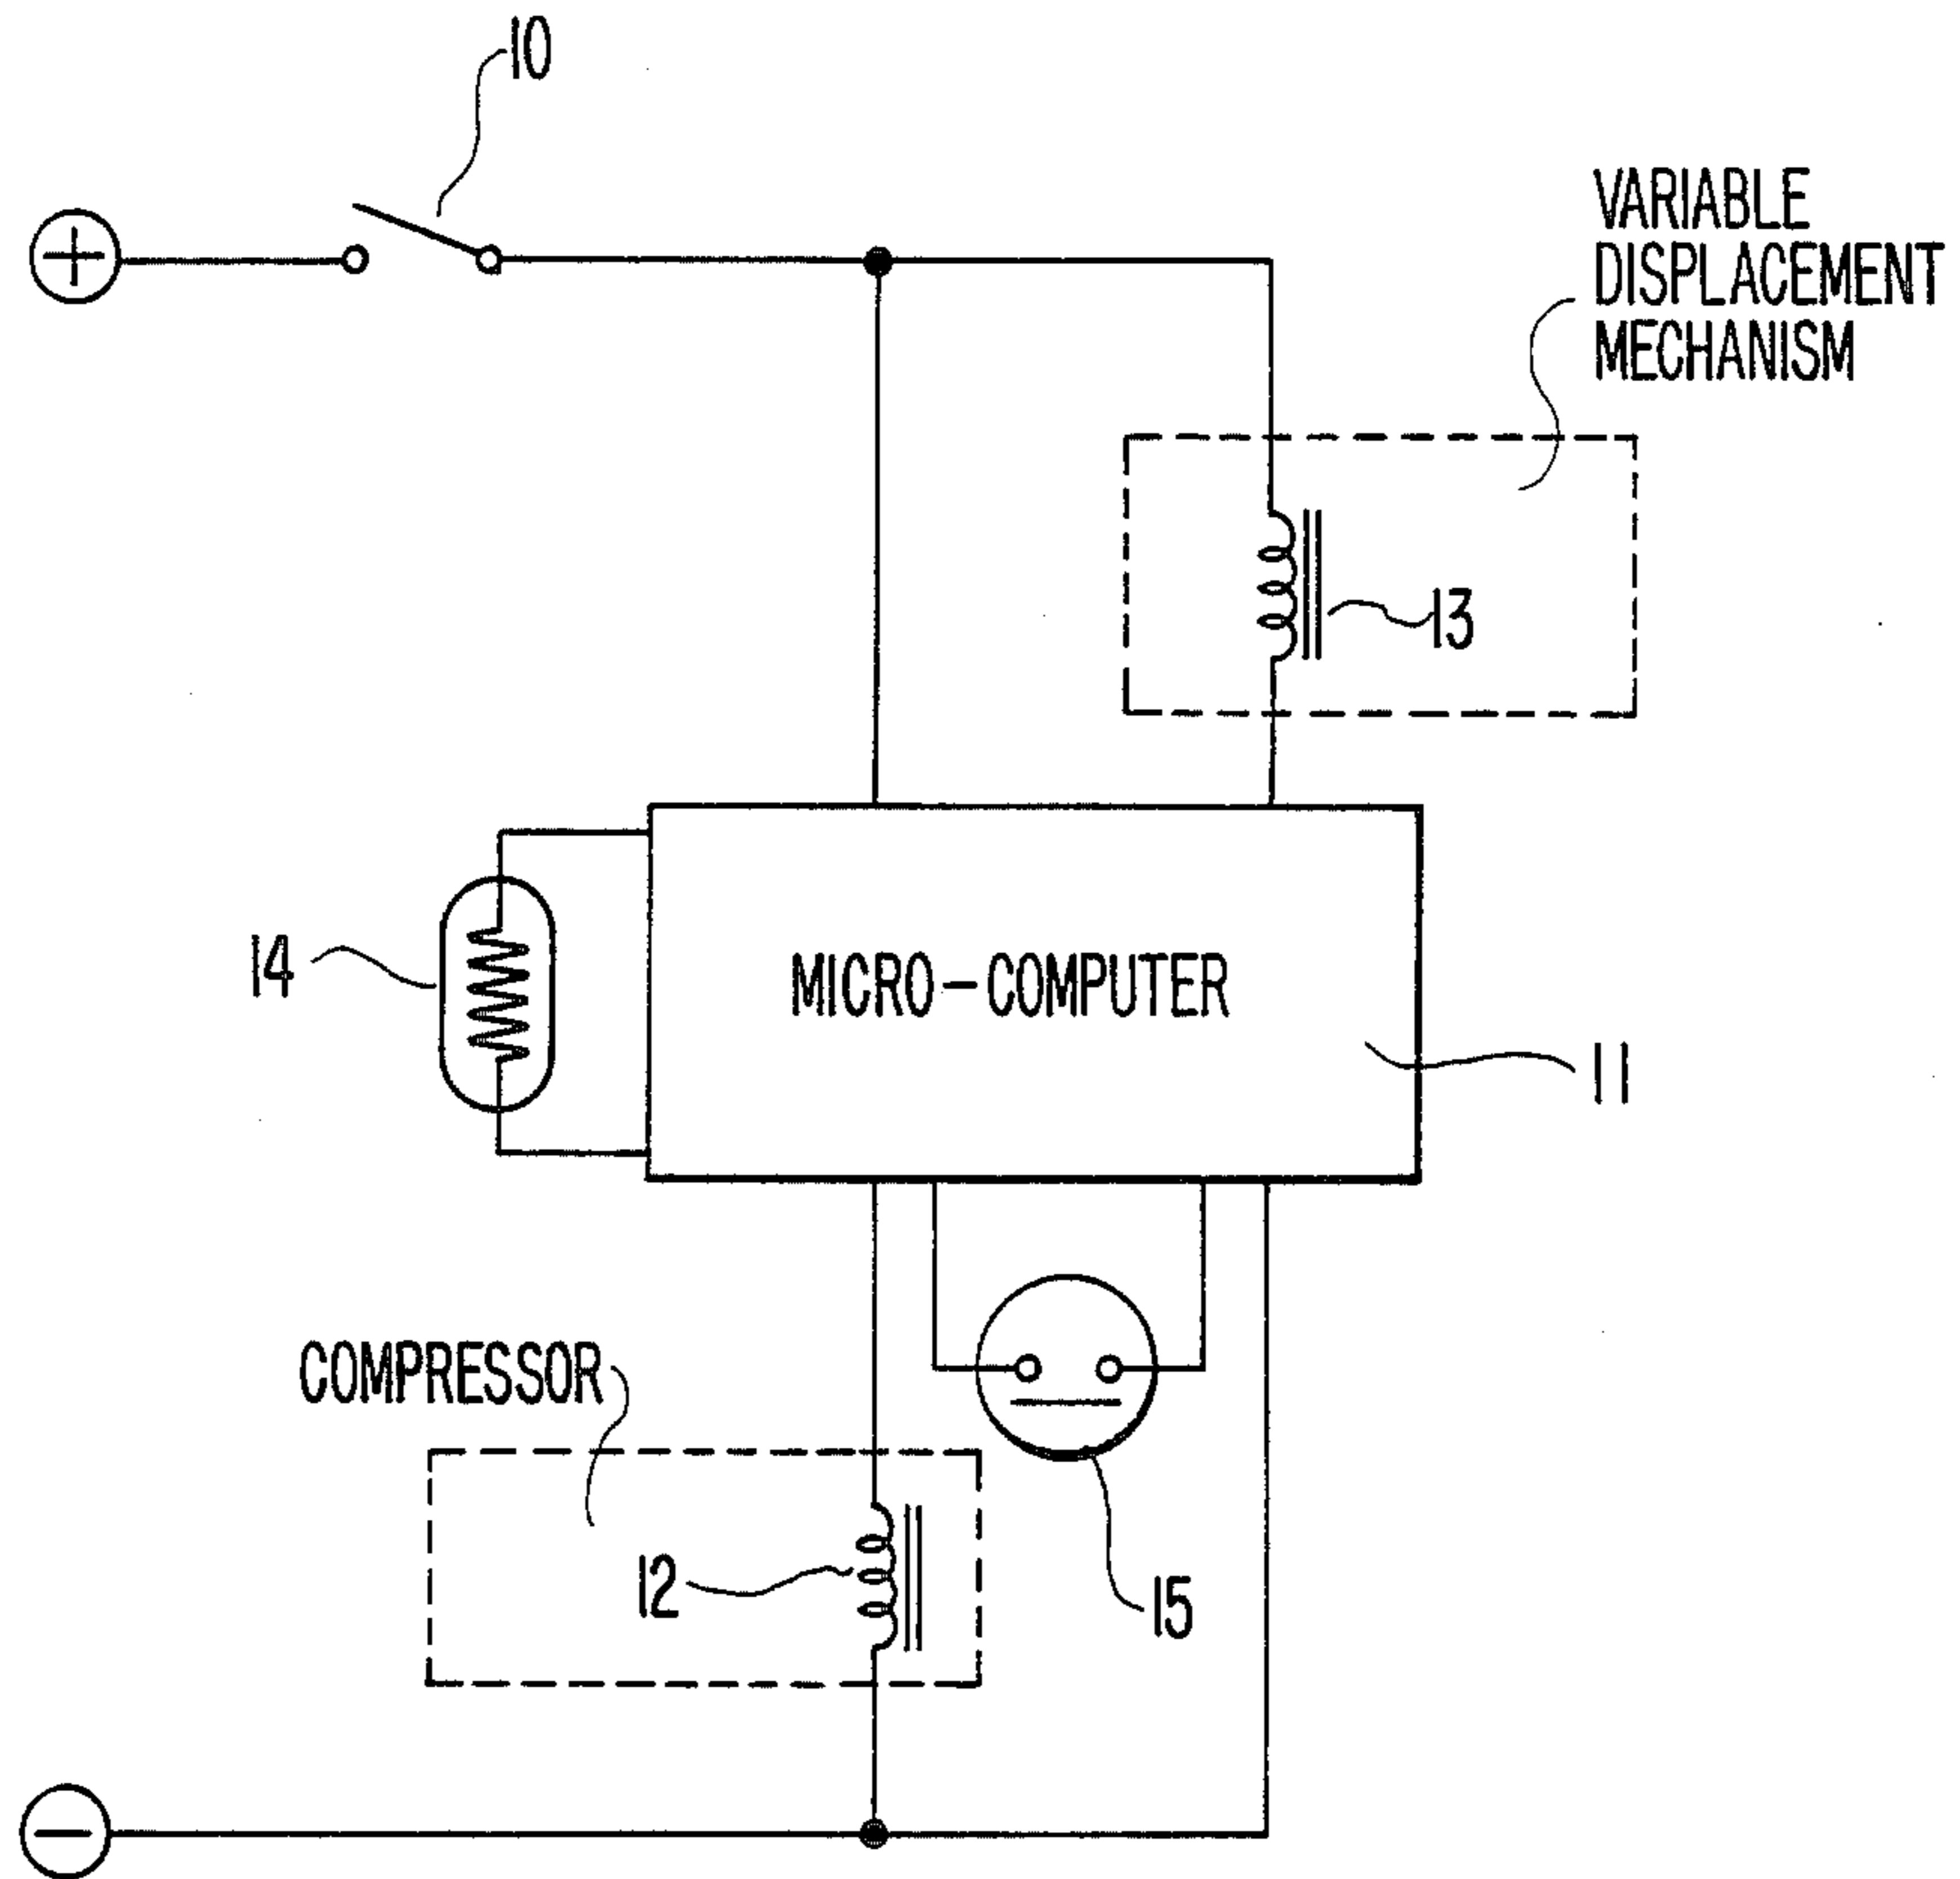 10
VARIABLE
DISPLACEMENT
MECHANISM
13
14
MICRO-COMPUTER
11
COMPRESSOR
12
15